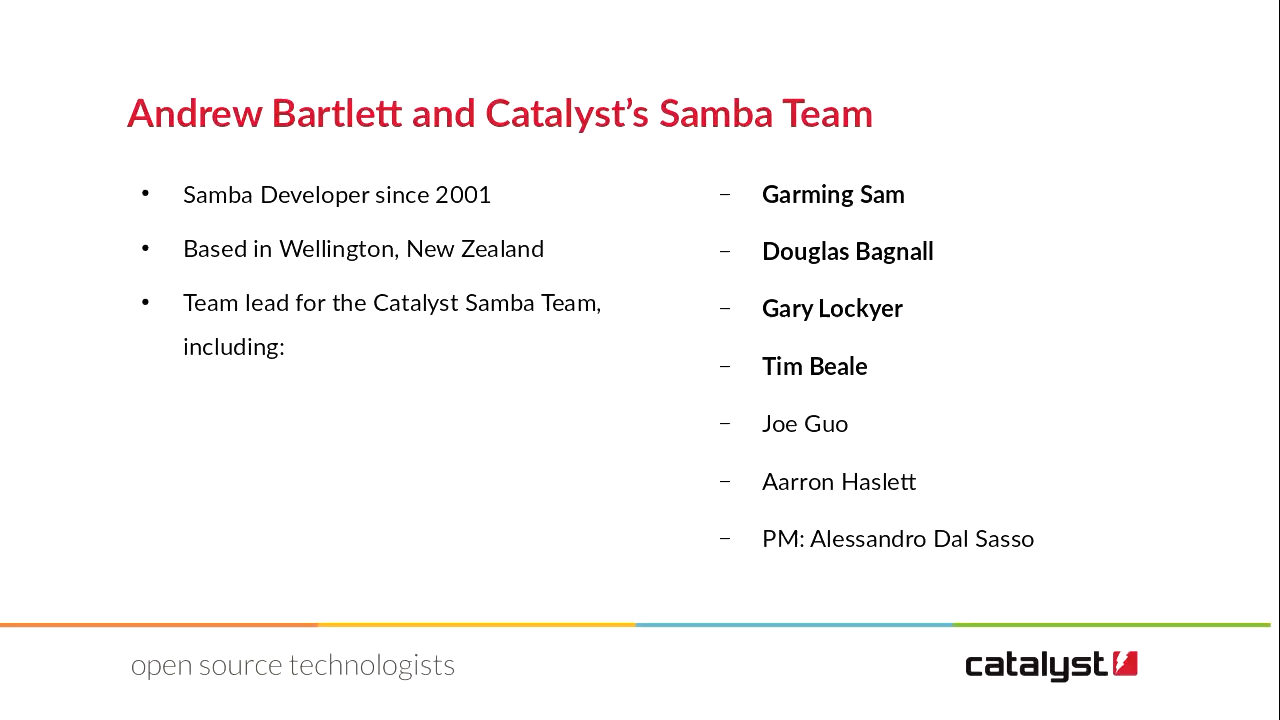 Andrew Bartlett and Catalyst’s Samba Team
• Samba Developer since 2001
• Based in Wellington, New Zealand
• Team lead for the Catalyst Samba Team,
including:
– Garming Sam
– Douglas Bagnall
– Gary Lockyer
– Tim Beale
– Joe Guo
– Aarron Haslett
– PM: Alessandro Dal Sasso
open source technologists
catalyst